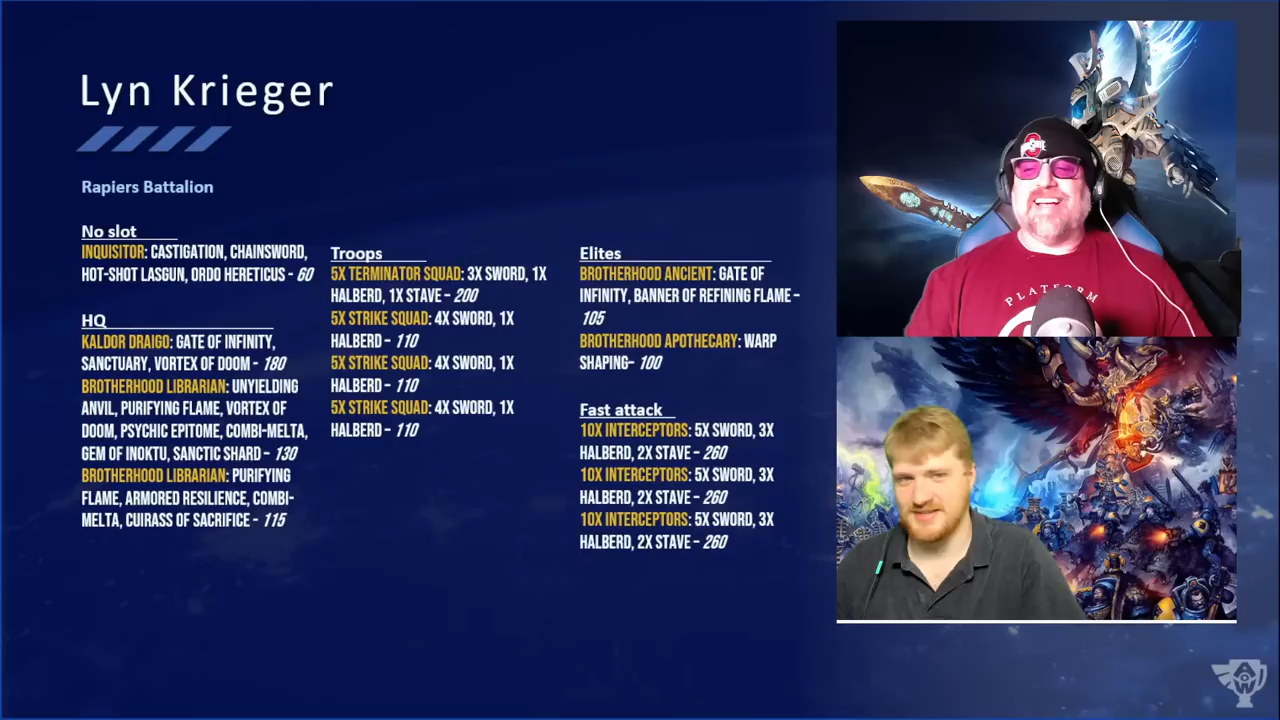 Lyn Krieger
Rapiers Battalion
No slot
INQUISITOR: CASTIGATION, CHAINSWORD,
HOT-SHOT LASGUN, ORDO HERETICUS - 60
HQ
KALDOR DRAIGO: GATE OF INFINITY,
SANCTUARY, VORTEX OF DOOM - 180
BROTHERHOOD LIBRARIAN: UNYIELDING
ANVIL, PURIFYING FLAME, VORTEX OF
DOOM, PSYCHIC EPITOME, COMBI-MELTA,
GEM OF INOKTU, SANCTIC SHARD - 130
BROTHERHOOD LIBRARIAN: PURIFYING
FLAME, ARMORED RESILIENCE, COMBI-
MELTA, CUIRASS OF SACRIFICE - 115
Troops
5X TERMINATOR SQUAD: 3X SWORD, 1X
HALBERD, 1X STAVE - 200
5X STRIKE SQUAD: 4X SWORD, 1X
HALBERD - 110
5X STRIKE SQUAD: 4X SWORD, 1X
HALBERD - 110
5X STRIKE SQUAD: 4X SWORD, 1X
HALBERD - 110
Elites
BROTHERHOOD ANCIENT: GATE OF
INFINITY, BANNER OF REFINING FLAME -
105
BROTHERHOOD APOTHECARY: WARP
SHAPING- 100
Fast attack
10X INTERCEPTORS: 5X SWORD, 3X
HALBERD, 2X STAVE - 260
10X INTERCEPTORS: 5X SWORD, 3X
HALBERD, 2X STAVE - 260
10X INTERCEPTORS: 5X SWORD, 3X
HALBERD, 2X STAVE - 260
PLATFORM
AOW